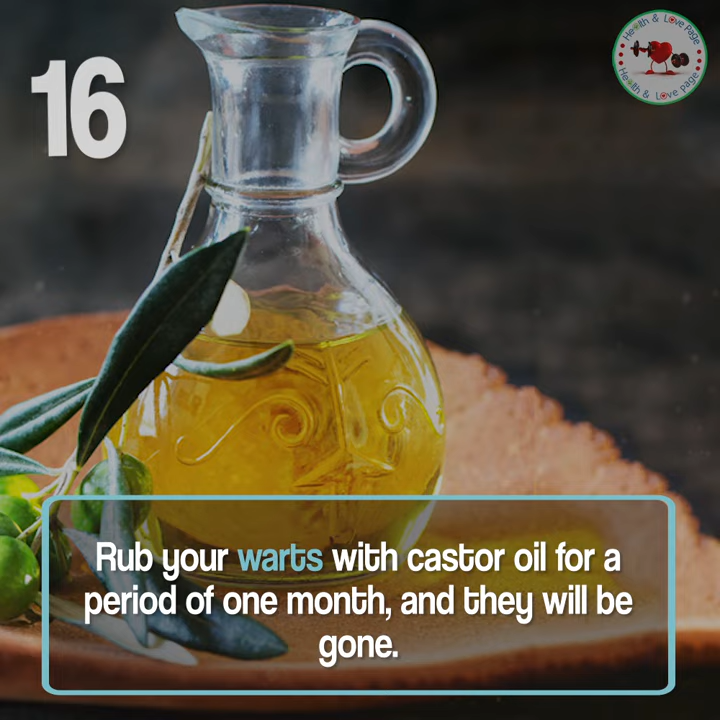 16
Health & Love Page
Health & Love Page
Rub your warts with castor oil for a
period of one month, and they will be
gone.